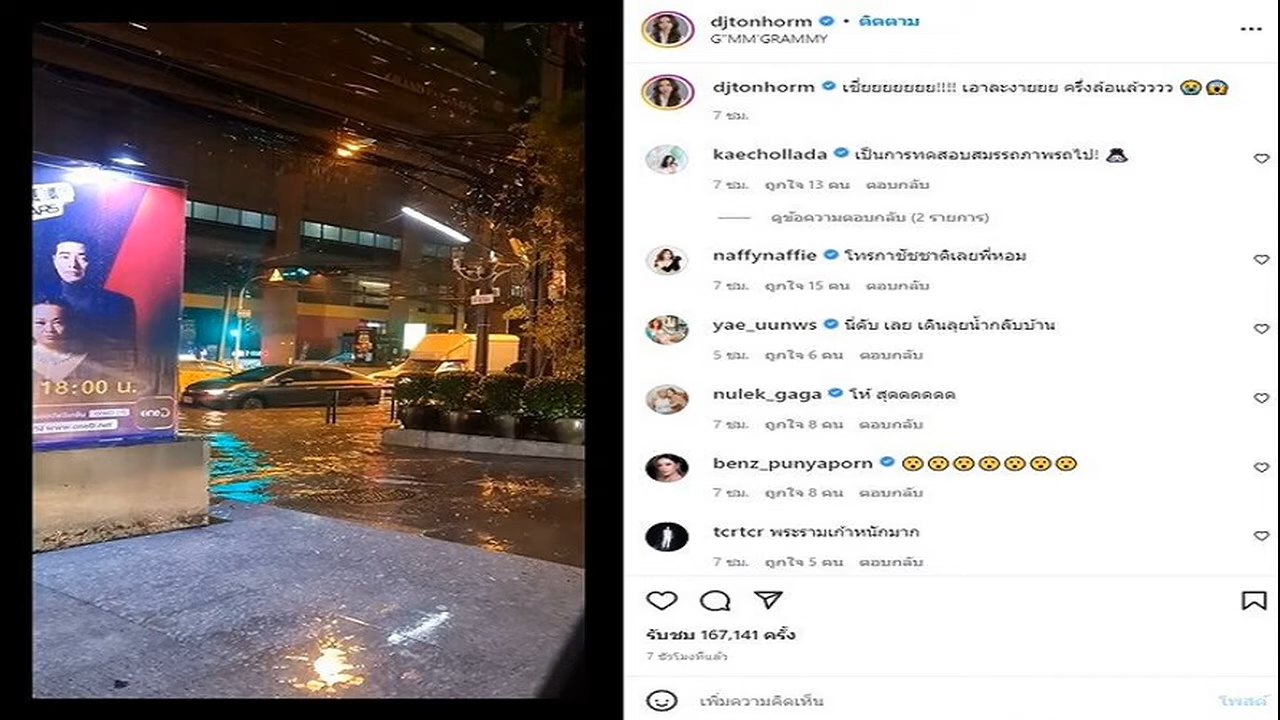 18:00 น.
oneD
djtonhorm • ติดตาม
G"MM'GRAMMY
djtonhorm เชี่ยยยยยยย!!!! เอาละงายยย ครึ่งล้อแล้วววว 😭😱
7 ชม.
kaechollada เป็นการทดสอบสมรรถภาพรถไป!
7 ชม. ถูกใจ 13 คน ตอบกลับ
ดูข้อความตอบกลับ (2 รายการ)
naffynaffie โทรหาชัชชาติเลยพี่หอม
7 ชม. ถูกใจ 15 คน ตอบกลับ
yae_uunws นี่ดับ เลย เดินลุยน้ำกลับบ้าน
5 ชม. ถูกใจ 6 คน ตอบกลับ
nulek_gaga โห้ สุดดดดดด
7 ชม. ถูกใจ 8 คน ตอบกลับ
benz_punyaporn 😮😮😮😮😮😮😮
7 ชม. ถูกใจ 8 คน ตอบกลับ
tcrtcr พระรามเก้าหนักมาก
7 ชม. ถูกใจ 5 คน ตอบกลับ
รับชม 167,141 ครั้ง
7 ชั่วโมงที่แล้ว
เพิ่มความคิดเห็น
โพสต์